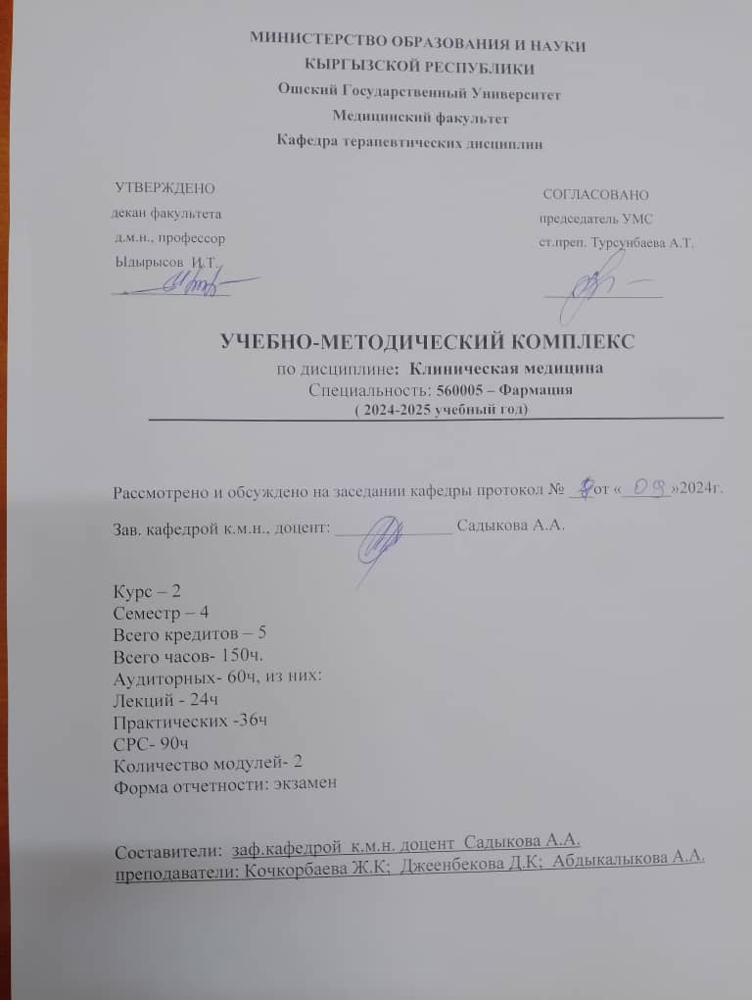 МИНИСТЕРСТВО ОБРАЗОВАНИЯ И НАУКИ
КЫРГЫЗСКОЙ РЕСПУБЛИКИ
Ошский Государственный Университет
Медицинский факультет
Кафедра терапевтических дисциплин
УТВЕРЖДЕНО
декан факультета
д.м.н., профессор
Ыдырысов И.Т.
СОГЛАСОВАНО
председатель УМС
ст.преп. Турсунбаева А.Т.
УЧЕБНО-МЕТОДИЧЕСКИЙ КОМПЛЕКС
по дисциплине: Клиническая медицина
Специальность: 560005 – Фармация
( 2024-2025 учебный год)
Рассмотрено и обсуждено на заседании кафедры протокол № от « 09 »2024г.
Зав. кафедрой к.м.н., доцент: Садыкова А.А.
Курс – 2
Семестр – 4
Всего кредитов – 5
Всего часов- 150ч.
Аудиторных- 60ч, из них:
Лекций - 24ч
Практических -36ч
СРС- 90ч
Количество модулей- 2
Форма отчетности: экзамен
Составители: заф.кафедрой к.м.н. доцент Садыкова А.А.
преподаватели: Кочкорбаева Ж.К; Джеенбекова Д.К; Абдыкалыкова А.А.